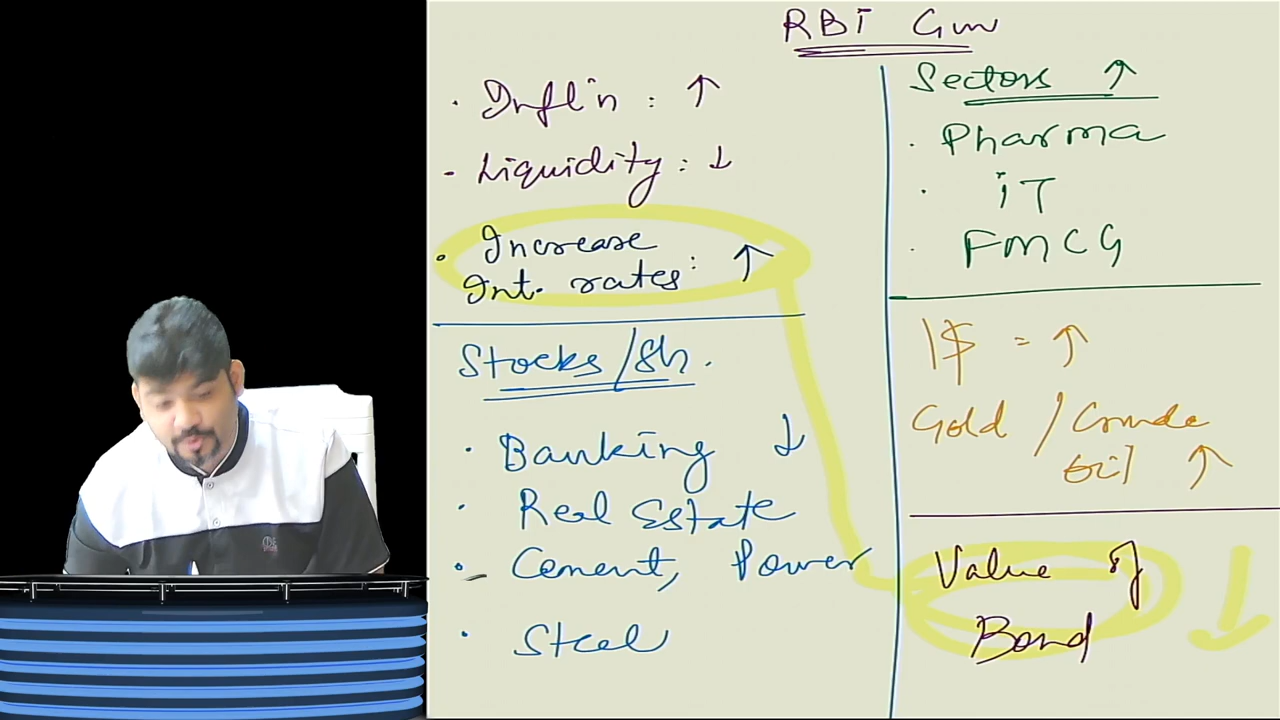 RBI Guv
· Infl'n : ↑
- Liquidity : ↓
· Increase
Int. rates : ↑
Stocks/Sh.
· Banking ↓
· Real Estate
· Cement, Power
· Steel
Sectors ↑
· Pharma
· iT
· FMCG
1$ = ↑
Gold / Crude
Oil ↑
Value of
Bond ↓